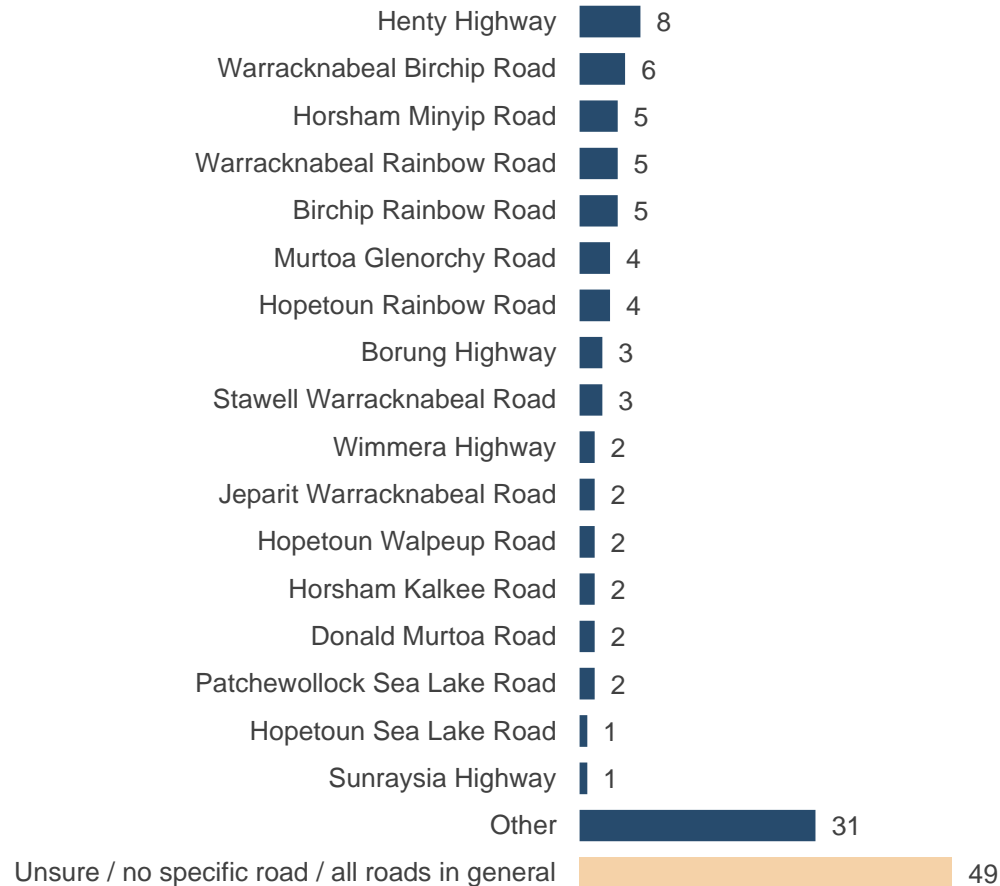 Henty Highway 8
Warracknabeal Birchip Road 6
Horsham Minyip Road 5
Warracknabeal Rainbow Road 5
Birchip Rainbow Road 5
Murtoa Glenorchy Road 4
Hopetoun Rainbow Road 4
Borung Highway 3
Stawell Warracknabeal Road 3
Wimmera Highway 2
Jeparit Warracknabeal Road 2
Hopetoun Walpeup Road 2
Horsham Kalkee Road 2
Donald Murtoa Road 2
Patchewollock Sea Lake Road 2
Hopetoun Sea Lake Road 1
Sunraysia Highway 1
Other 31
Unsure / no specific road / all roads in general 49